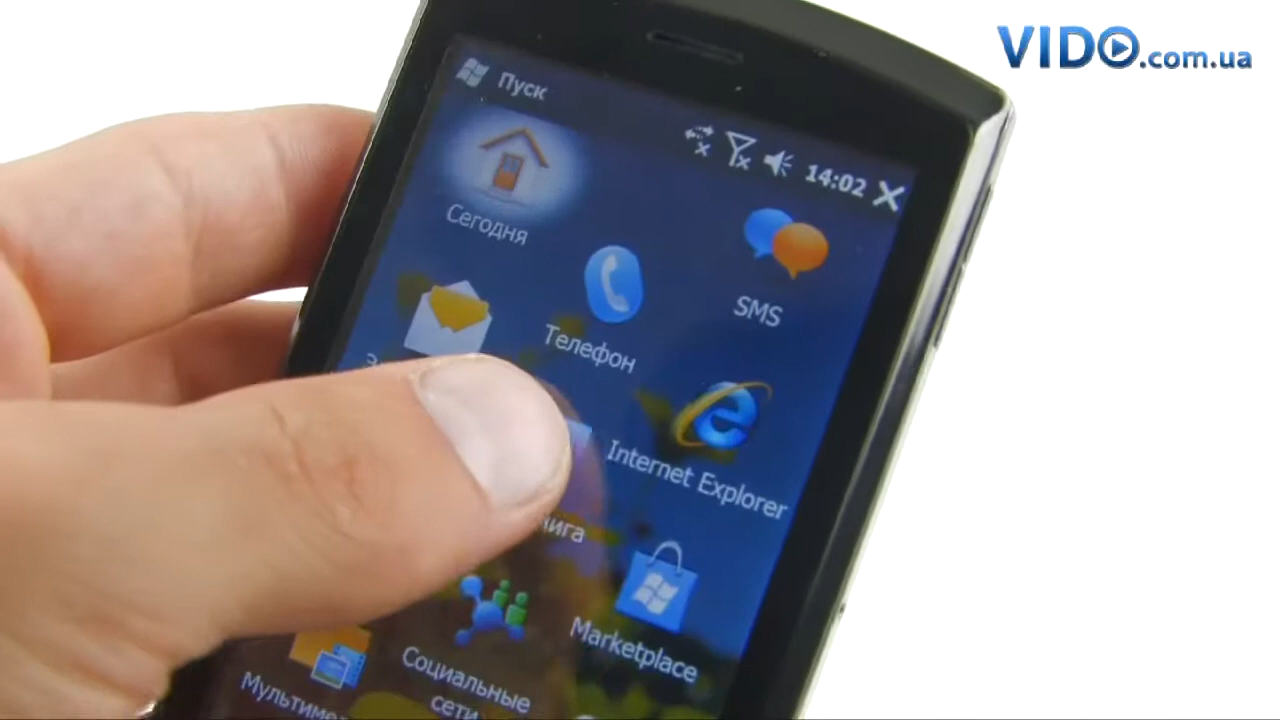 VIDO.com.ua
Пуск
14:02
Сегодня
Телефон
SMS
Internet Explorer
Социальные
сети
Marketplace